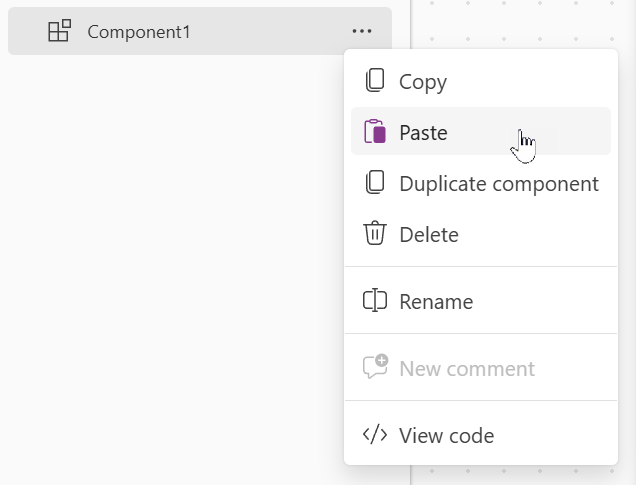 Component1
Copy
Paste
Duplicate component
Delete
Rename
New comment
View code